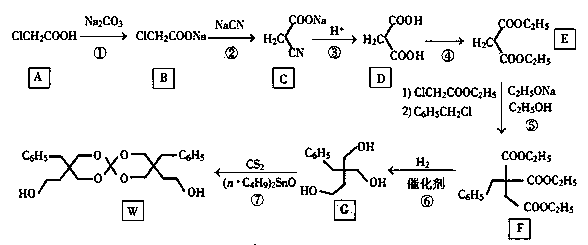 ClCH₂COOH Na₂CO₃ ① ClCH₂COONa NaCN ② COONa H₂C CN H⁺ ③ COOH H₂C COOH ④ COOC₂H₅ H₂C COOC₂H₅ E
A B C D
1) ClCH₂COOC₂H₅ C₂H₅ONa
2) C₆H₅CH₂Cl C₂H₅OH
⑤
C₆H₅ O O C₆H₅ HO O O OH CS₂ (n·C₄H₉)₂SnO ⑦ OH C₆H₅ HO OH H₂ 催化剂 ⑥ COOC₂H₅ COOC₂H₅ C₆H₅ COOC₂H₅
W G F